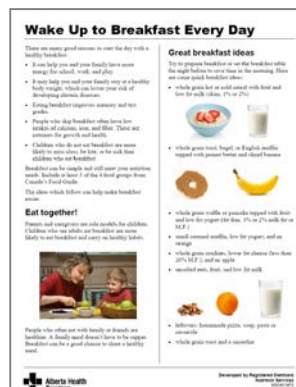 Wake Up to Breakfast Every Day
There are many good reasons to start the day with a
healthy breakfast:
• It can help you and your family have more
energy for school, work, and play.
• It may help you and your family stay at a healthy
body weight, which can lower your risk of
developing chronic diseases.
• Eating breakfast improves memory and test
grades.
• People who skip breakfast often have low
intakes of calcium, iron, and fibre. These are
nutrients for growth and health.
• Children who do not eat breakfast are more
likely to miss class, be late, or be sick than
children who eat breakfast.
Breakfast can be simple and still meet your nutrition
needs. Include at least 3 of the 4 food groups from
Canada's Food Guide.
The ideas which follow can help make breakfast
easier.
Eat together!
Parents and caregivers are role models for children.
Children who see adults eat breakfast are more
likely to eat breakfast and carry on healthy habits.
People who often eat with family or friends are
healthier. A family meal doesn't have to be supper.
Breakfast can be a good chance to share a healthy
meal.
Great breakfast ideas
Try to prepare breakfast or set the breakfast table
the night before to save time in the morning. Here
are some quick breakfast ideas:
• whole grain hot or cold cereal with fruit and
low fat milk (skim, 1% or 2%)
• whole grain toast, bagel, or English muffin
topped with peanut butter and sliced banana
• whole grain waffle or pancake topped with fruit
and low fat yogurt
• small oatmeal muffin, low fat yogurt, and an
orange
• whole grain crackers, lower fat cheese (less than
20% M.F.), and an apple
• unsalted nuts, fruit, and low fat milk
• leftovers: homemade pizza, soup, pasta or
casserole
• whole grain toast and a smoothie
Alberta Health
Developed by Registered Dietitians
Nutrition Services